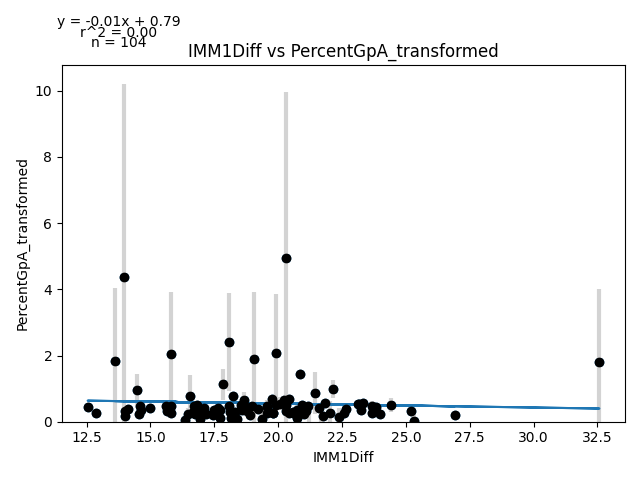 y = -0.01x + 0.79
r^2 = 0.00
n = 104
IMM1Diff vs PercentGpA_transformed
PercentGpA_transformed
10
8
6
4
2
0
12.5 15.0 17.5 20.0 22.5 25.0 27.5 30.0 32.5
IMM1Diff